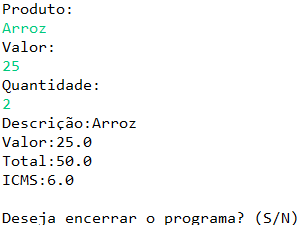 Produto:
Arroz
Valor:
25
Quantidade:
2
Descrição:Arroz
Valor:25.0
Total:50.0
ICMS:6.0
Deseja encerrar o programa? (S/N)